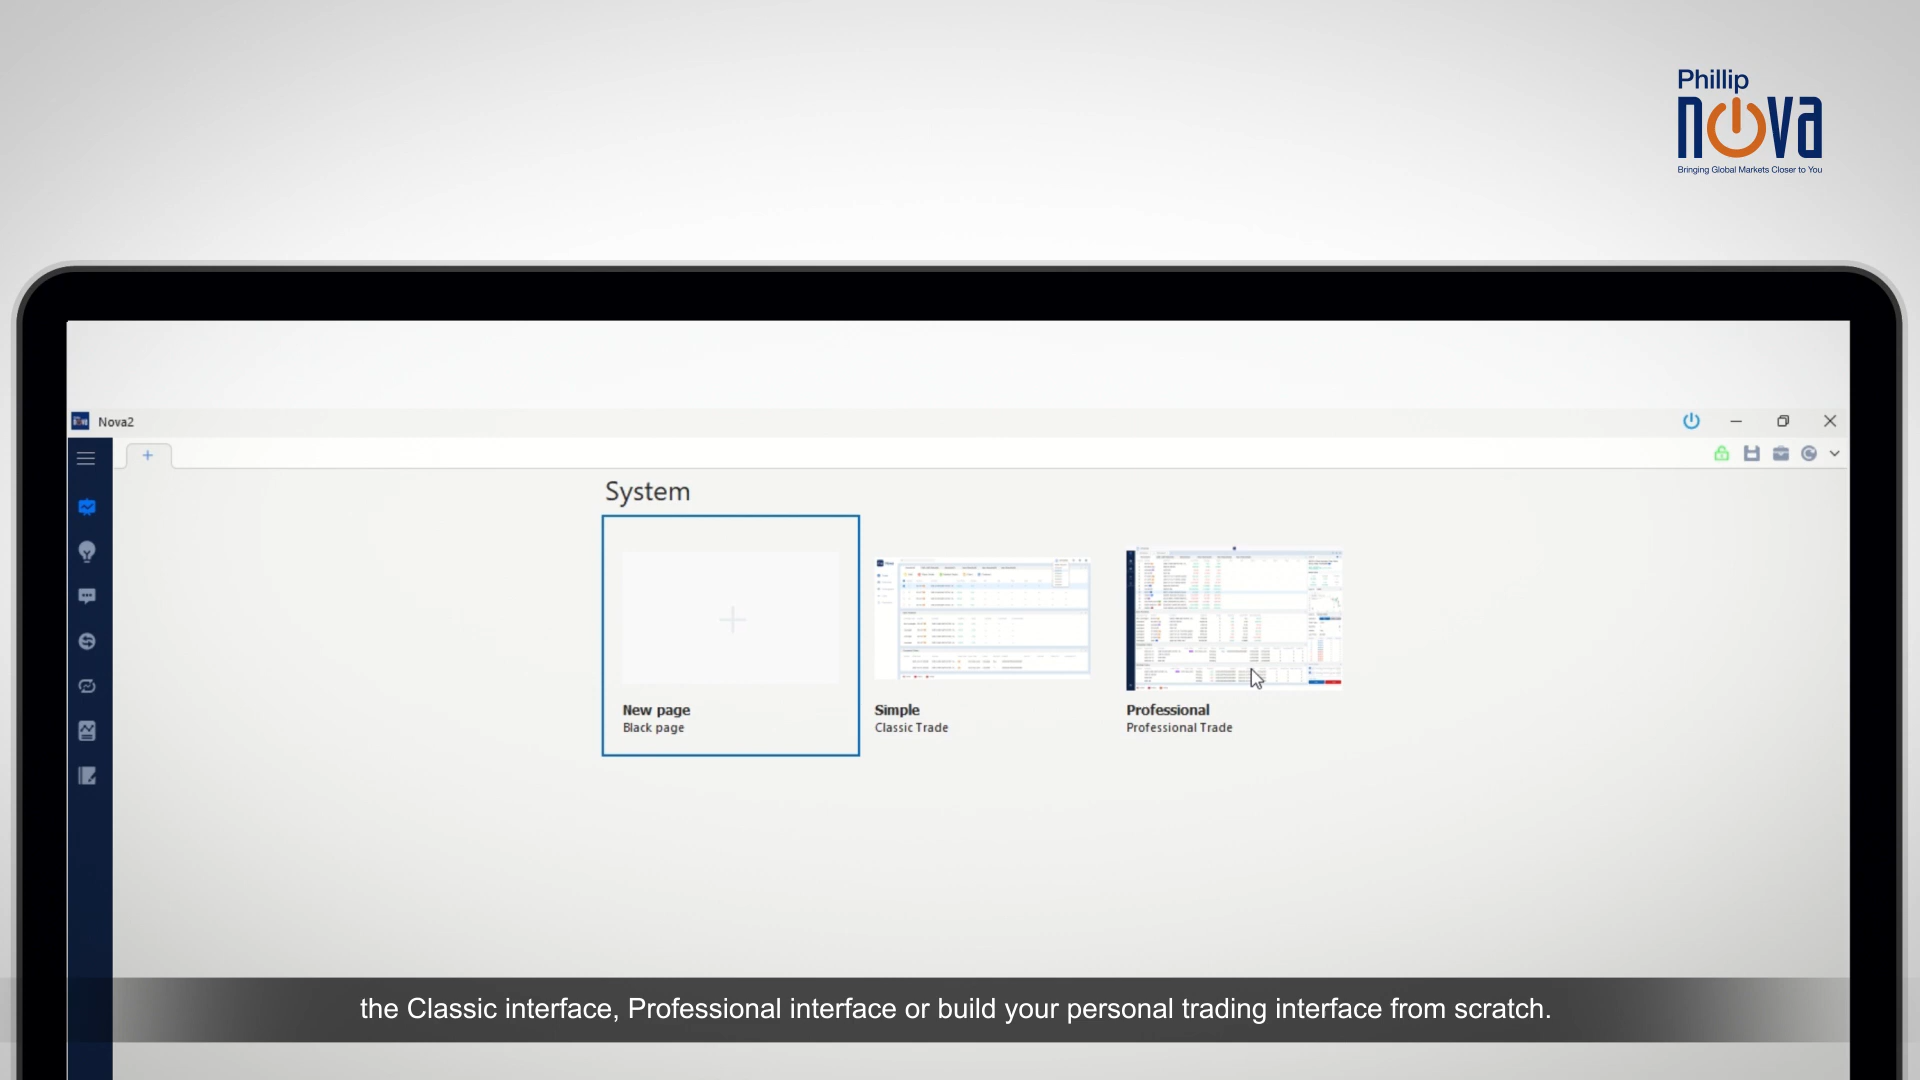 Phillip
nova
Bringing Global Markets Closer to You
Nova2
System
New page
Black page
Simple
Classic Trade
Professional
Professional Trade
the Classic interface, Professional interface or build your personal trading interface from scratch.